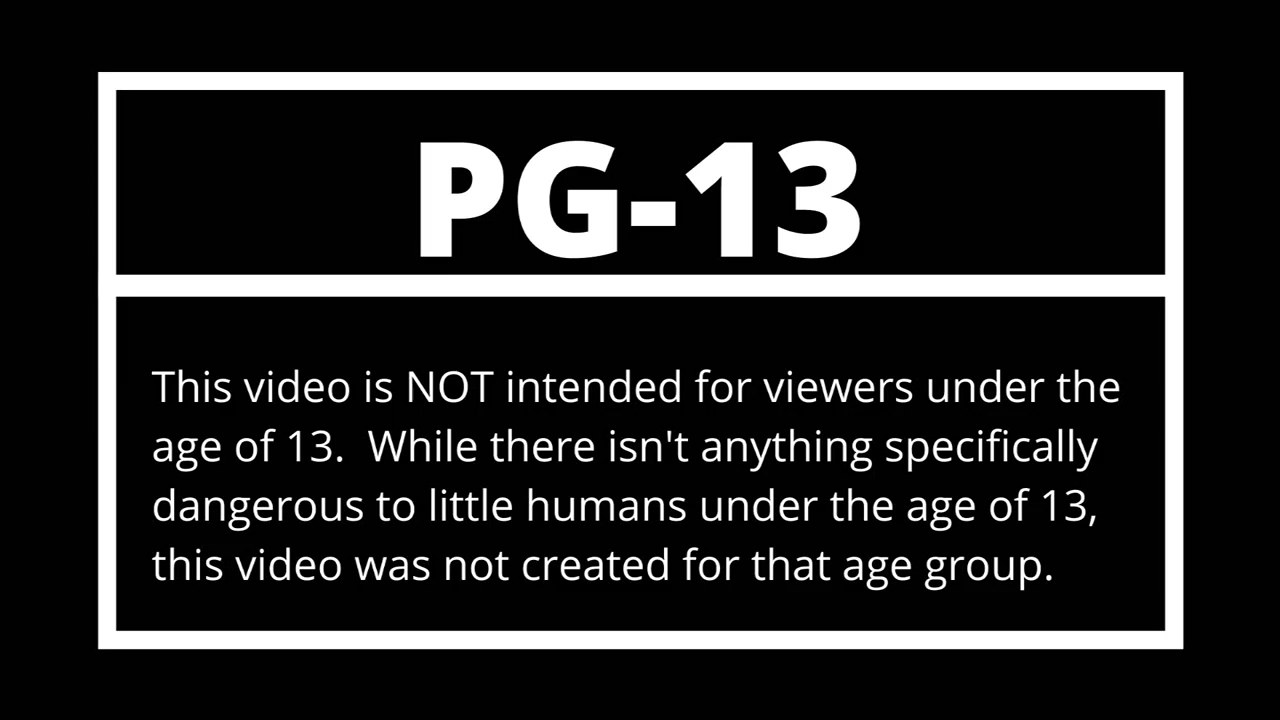 PG-13
This video is NOT intended for viewers under the
age of 13.  While there isn't anything specifically
dangerous to little humans under the age of 13,
this video was not created for that age group.